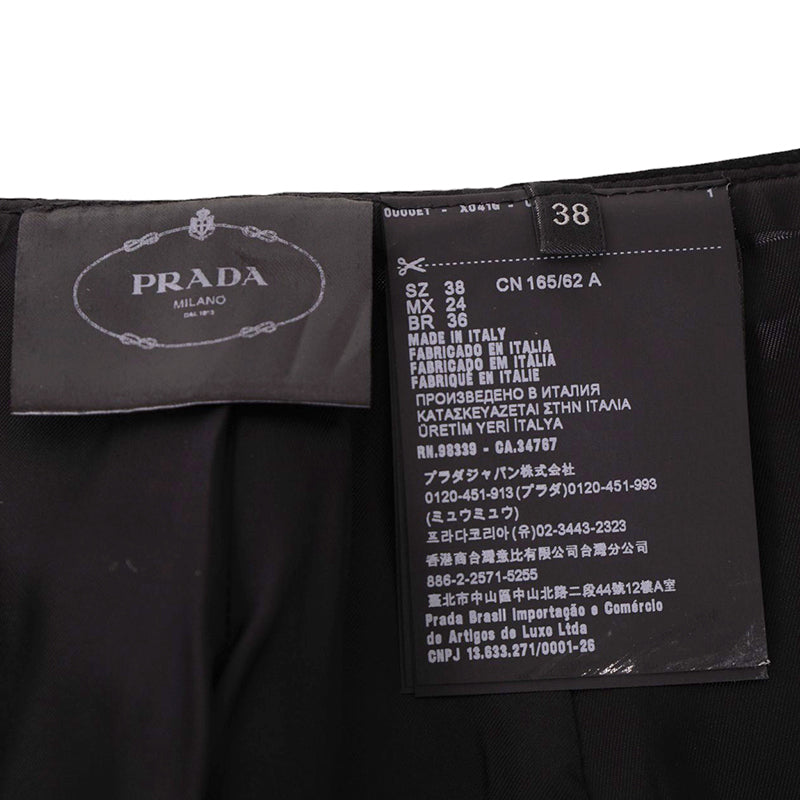 PRADA
MILANO
DAL 1913
38
1
SZ 38 CN 165/62 A
MX 24
BR 36
MADE IN ITALY
FABRICADO EN ITALIA
FABRICADO EM ITÁLIA
FABRIQUÉ EN ITALIE
ПРОИЗВЕДЕНО В ИТАЛИЯ
ΚΑΤΑΣΚΕΥΑΖΕΤΑΙ ΣΤΗΝ ΙΤΑΛΙΑ
ÜRETİM YERİ İTALYA
RN.98339 - CA.34767
プラダジャパン株式会社
0120-451-913(プラダ)0120-451-993
(ミュウミュウ)
프라다코리아(유)02-3443-2323
香港商台灣意比有限公司台灣分公司
886-2-2571-5255
臺北市中山區中山北路二段44號12樓A室
Prada Brasil Importação e Comércio
de Artigos de Luxo Ltda
CNPJ 13.633.271/0001-26